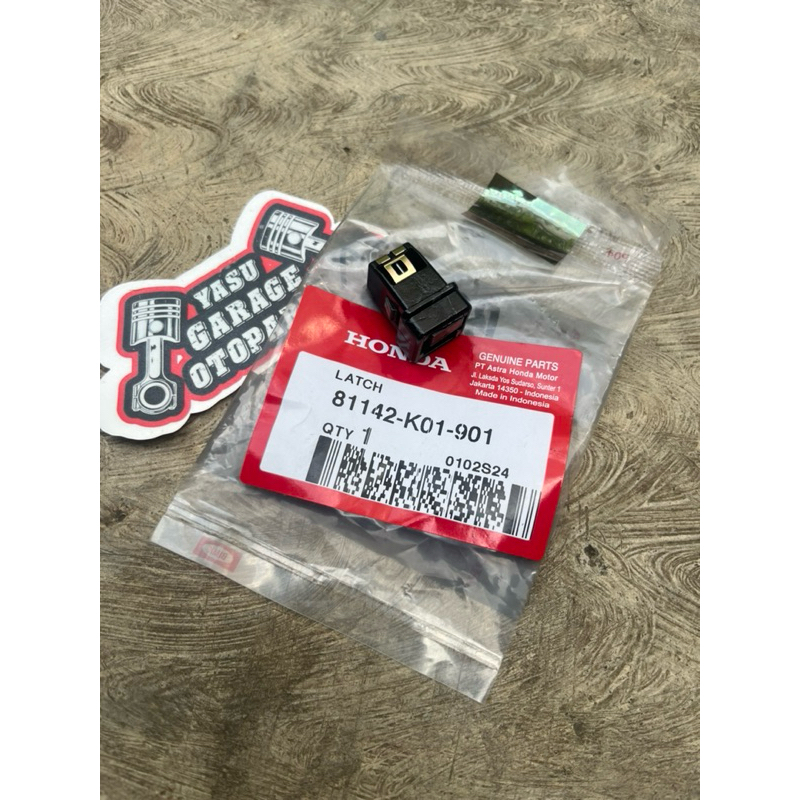 YASU
GARAGE
HONDA
GENUINE PARTS
PT Astra Honda Motor
Jl. Laksda Yos Sudarso, Sunter 1
Jakarta 14350 - Indonesia
Made in Indonesia
LATCH
81142-K01-901
QTY 1
0102S24